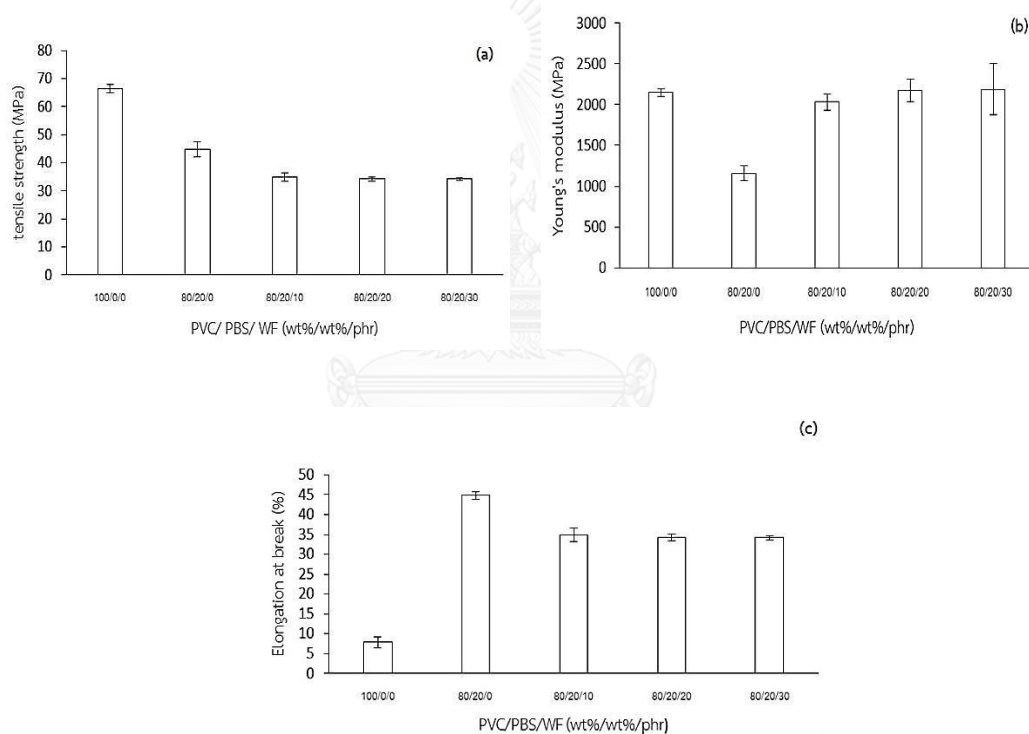 (a)
tensile strength (MPa)
80
70
60
50
40
30
20
10
0
100/0/0 80/20/0 80/20/10 80/20/20 80/20/30
PVC/ PBS/ WF (wt%/wt%/phr)
(b)
Young's modulus (MPa)
3000
2500
2000
1500
1000
500
0
100/0/0 80/20/0 80/20/10 80/20/20 80/20/30
PVC/PBS/WF (wt%/wt%/phr)
(c)
Elongation at break (%)
50
45
40
35
30
25
20
15
10
5
0
100/0/0 80/20/0 80/20/10 80/20/20 80/20/30
PVC/PBS/WF (wt%/wt%/phr)